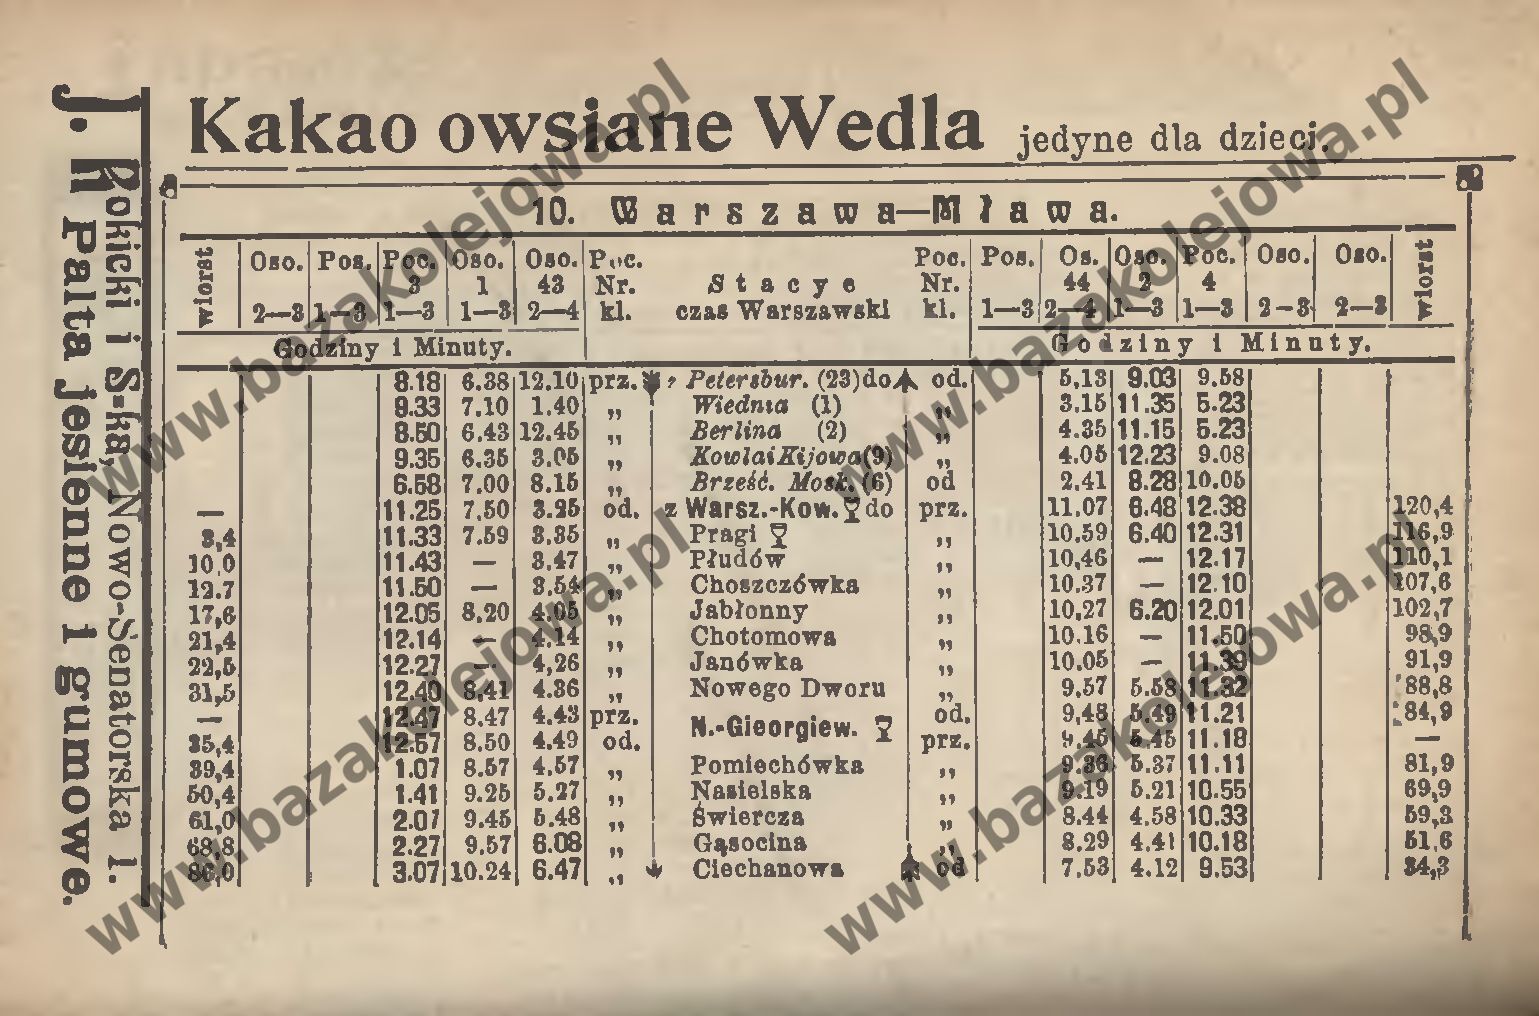 Kakao owsiane Wedla jedyne dla dzieci.
J. Rokicki i S-ka, Nowo-Senatorska 1.
Palta jesienne i gumowe.
10. Warszawa—Mława.
wiorst Oso. Pos. Poc. Oso. Oso. Poc. Poc. Pos. Os. Oso. Poc. Oso. Oso. wiorst
3 1 43 Nr. Stacye Nr. 44 2 4
2—3 1—3 1—3 1—3 2—4 kl. czas Warszawski kl. 1—3 2—4 1—3 1—3 2—3 2—3
Godziny i Minuty. Godziny i Minuty.
8.18 6.38 12.10 prz. Petersbur. (23) do od. 5,13 9.03 9.58
9.33 7.10 1.40 „ Wiednia (1) „ 3.15 11.35 5.23
8.50 6.43 12.45 „ Berlina (2) „ 4.35 11.15 5.23
9.35 6.35 3.05 „ Kowla i Kijowa (9) „ 4.05 12.23 9.08
6.58 7.00 8.15 „ Brześć. Mosk. (6) od 2.41 8.28 10.05
— 11.25 7,50 3.25 od. z Warsz.-Kow. do prz. 11.07 6.48 12.38 120,4
3,4 11.33 7.59 3.35 „ Pragi „ 10.59 6.40 12.31 116,9
10,0 11.43 — 3.47 „ Płudów „ 10,46 — 12.17 110,1
12.7 11.50 — 3.54 „ Choszczówka „ 10.37 — 12.10 107,6
17,6 12.05 8,20 4.05 „ Jabłonny „ 10,27 6.20 12.01 102,7
21,4 12.14 — 4.14 „ Chotomowa „ 10.16 — 11.50 98,9
22,5 12.27 — 4,26 „ Janówka „ 10.05 — 11.39 91,9
31,5 12.40 8,41 4.36 „ Nowego Dworu „ 9.57 5.58 11.32 88,8
— 12.47 8.47 4.43 prz. N.-Gieorgiew. od. 9,48 5.49 11.21 84,9
35,4 12.57 8.50 4.49 od. prz. 9.45 5.45 11.18 —
39,4 1.07 8.57 4.57 „ Pomiechówka „ 9.36 5.37 11.11 81,9
50,4 1.41 9.25 5.27 „ Nasielska „ 9.19 5.21 10.55 69,9
61,0 2.07 9.45 5.48 „ Świercza „ 8.44 4.58 10.33 59,3
68,8 2.27 9.57 6.08 „ Gąsocina „ 8.29 4.41 10.18 51,6
86,0 3.07 10.24 6.47 „ Ciechanowa od 7.53 4.12 9.53 34,3
www.bazakolejowa.pl
www.bazakolejowa.pl
www.bazakolejowa.pl
www.bazakolejowa.pl